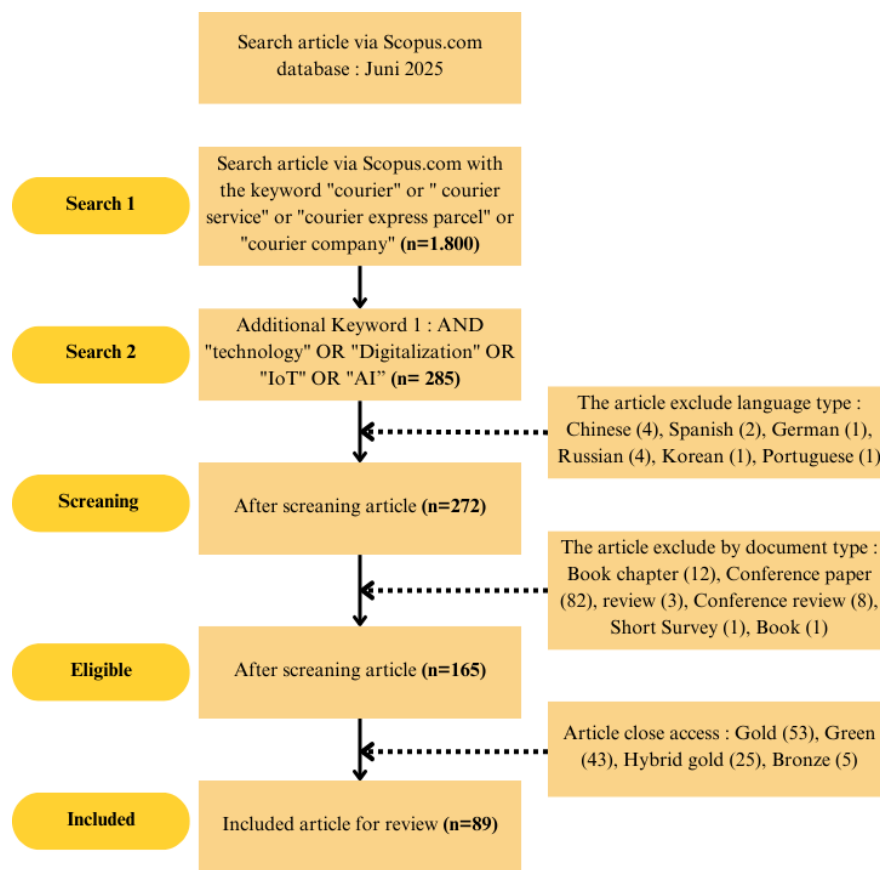 Search article via Scopus.com
database : Juni 2025
Search 1
Search article via Scopus.com with
the keyword "courier" or " courier
service" or "courier express parcel" or
"courier company" (n=1.800)
Search 2
Additional Keyword 1 : AND
"technology" OR "Digitalization" OR
"IoT" OR "AI” (n= 285)
The article exclude language type :
Chinese (4), Spanish (2), German (1),
Russian (4), Korean (1), Portuguese (1)
Screaning
After screaning article (n=272)
The article exclude by document type :
Book chapter (12), Conference paper
(82), review (3), Conference review (8),
Short Survey (1), Book (1)
Eligible
After screaning article (n=165)
Article close access : Gold (53), Green
(43), Hybrid gold (25), Bronze (5)
Included
Included article for review (n=89)